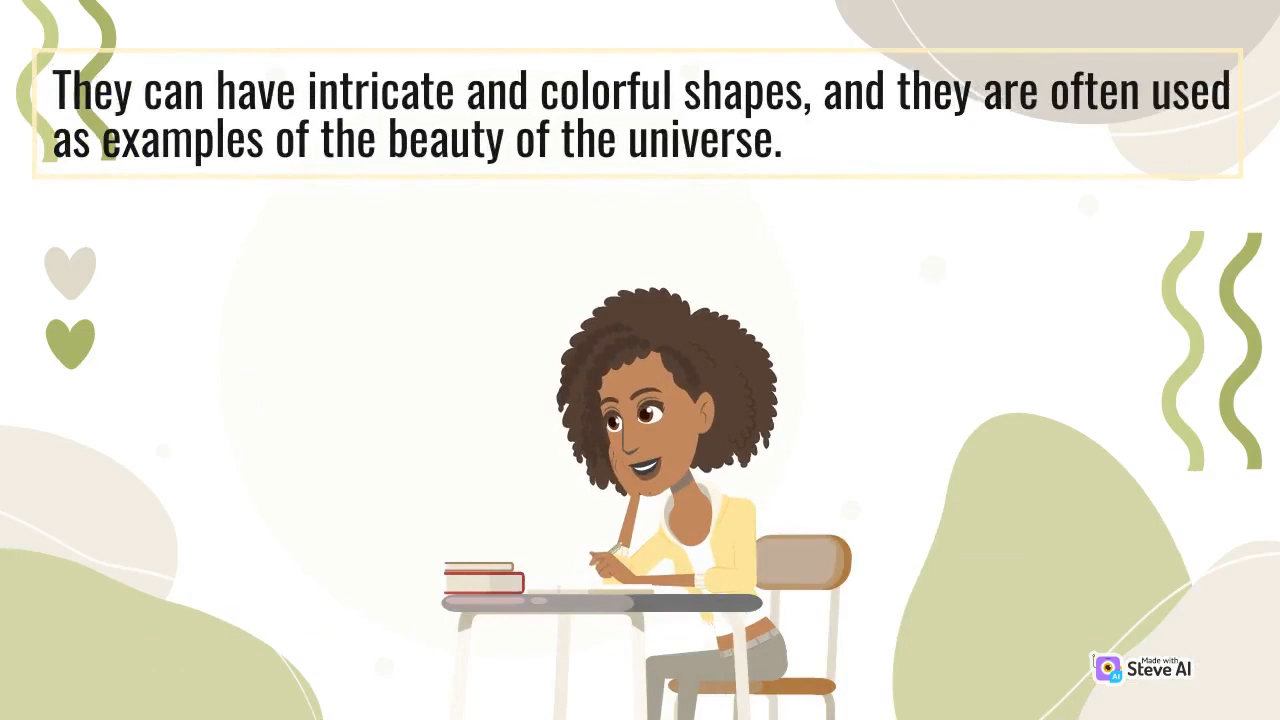 They can have intricate and colorful shapes, and they are often used
as examples of the beauty of the universe.
Made with
Steve AI
AI